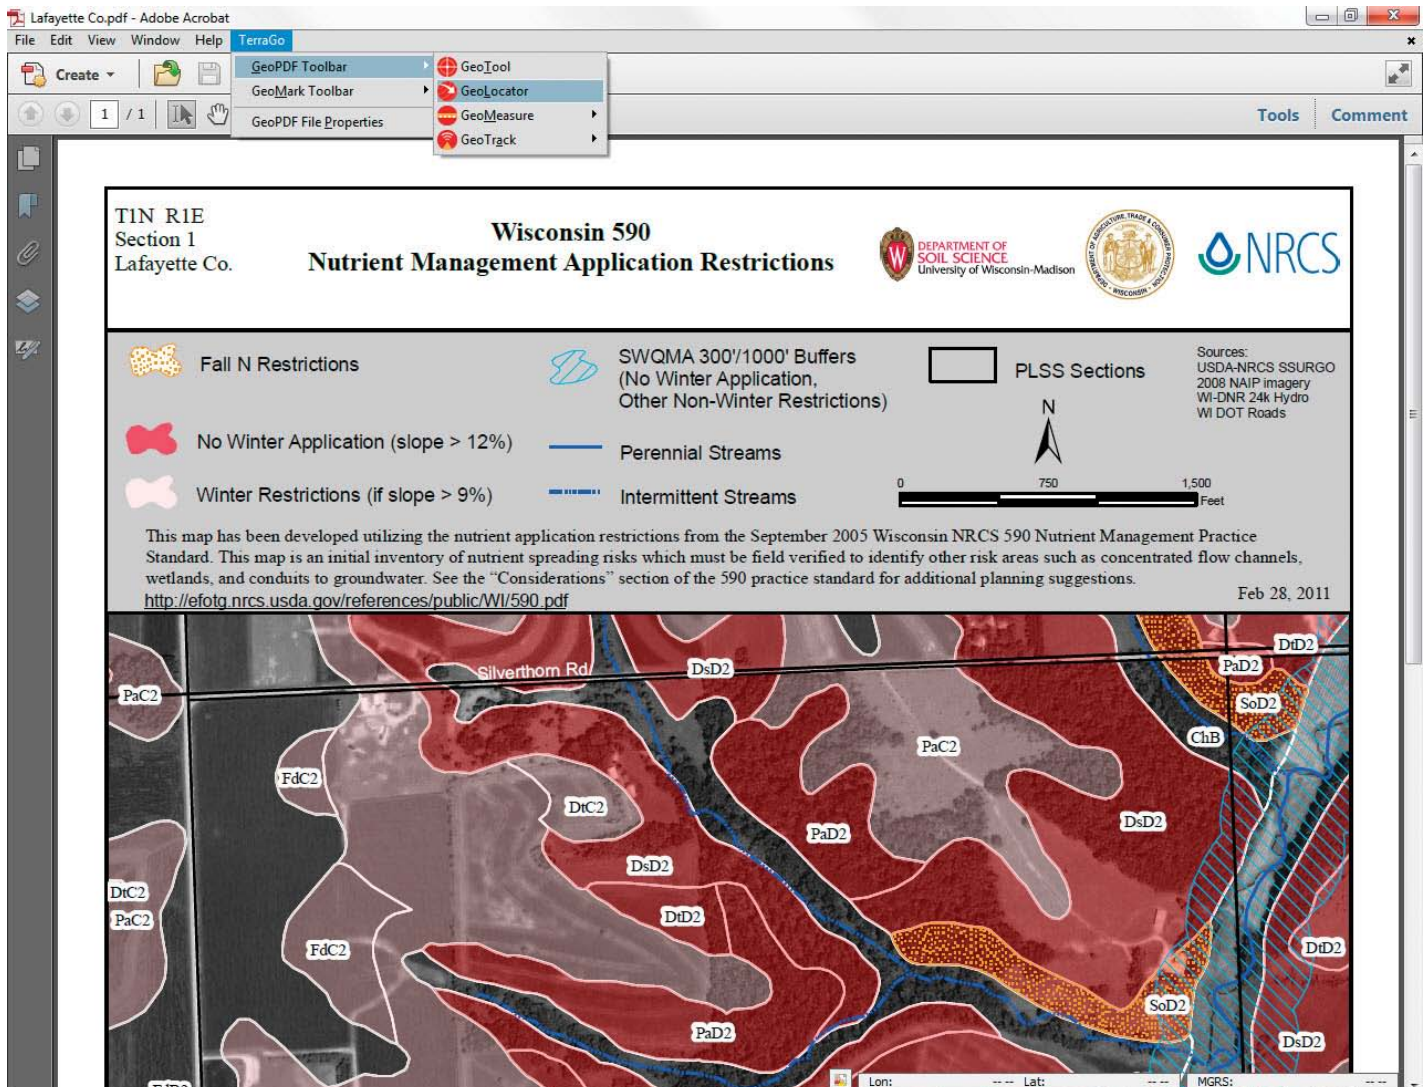 Lafayette Co.pdf - Adobe Acrobat
File Edit View Window Help TerraGo
Create
GeoPDF Toolbar
GeoMark Toolbar
GeoPDF File Properties
GeoTool
GeoLocator
GeoMeasure
GeoTrack
1 / 1
Tools Comment
T1N R1E
Section 1
Lafayette Co.
Wisconsin 590
Nutrient Management Application Restrictions
W
DEPARTMENT OF
SOIL SCIENCE
University of Wisconsin-Madison
DEPARTMENT OF AGRICULTURE, TRADE & CONSUMER PROTECTION
WISCONSIN
NRCS
Fall N Restrictions
No Winter Application (slope > 12%)
Winter Restrictions (if slope > 9%)
SWQMA 300'/1000' Buffers
(No Winter Application,
Other Non-Winter Restrictions)
Perennial Streams
Intermittent Streams
PLSS Sections
N
0 750 1,500
Feet
Sources:
USDA-NRCS SSURGO
2008 NAIP imagery
WI-DNR 24k Hydro
WI DOT Roads
This map has been developed utilizing the nutrient application restrictions from the September 2005 Wisconsin NRCS 590 Nutrient Management Practice
Standard. This map is an initial inventory of nutrient spreading risks which must be field verified to identify other risk areas such as concentrated flow channels,
wetlands, and conduits to groundwater. See the “Considerations” section of the 590 practice standard for additional planning suggestions.
http://efotg.nrcs.usda.gov/references/public/WI/590.pdf
Feb 28, 2011
Silverthorn Rd
DsD2
DtD2
PaD2
PaC2
SoD2
ChB
PaC2
FdC2
DtC2
PaD2
DsD2
DsD2
DtC2
PaC2
DtD2
FdC2
DtD2
SoD2
PaD2
DsD2
Lon: -- -- Lat: -- -- MGRS: -- --